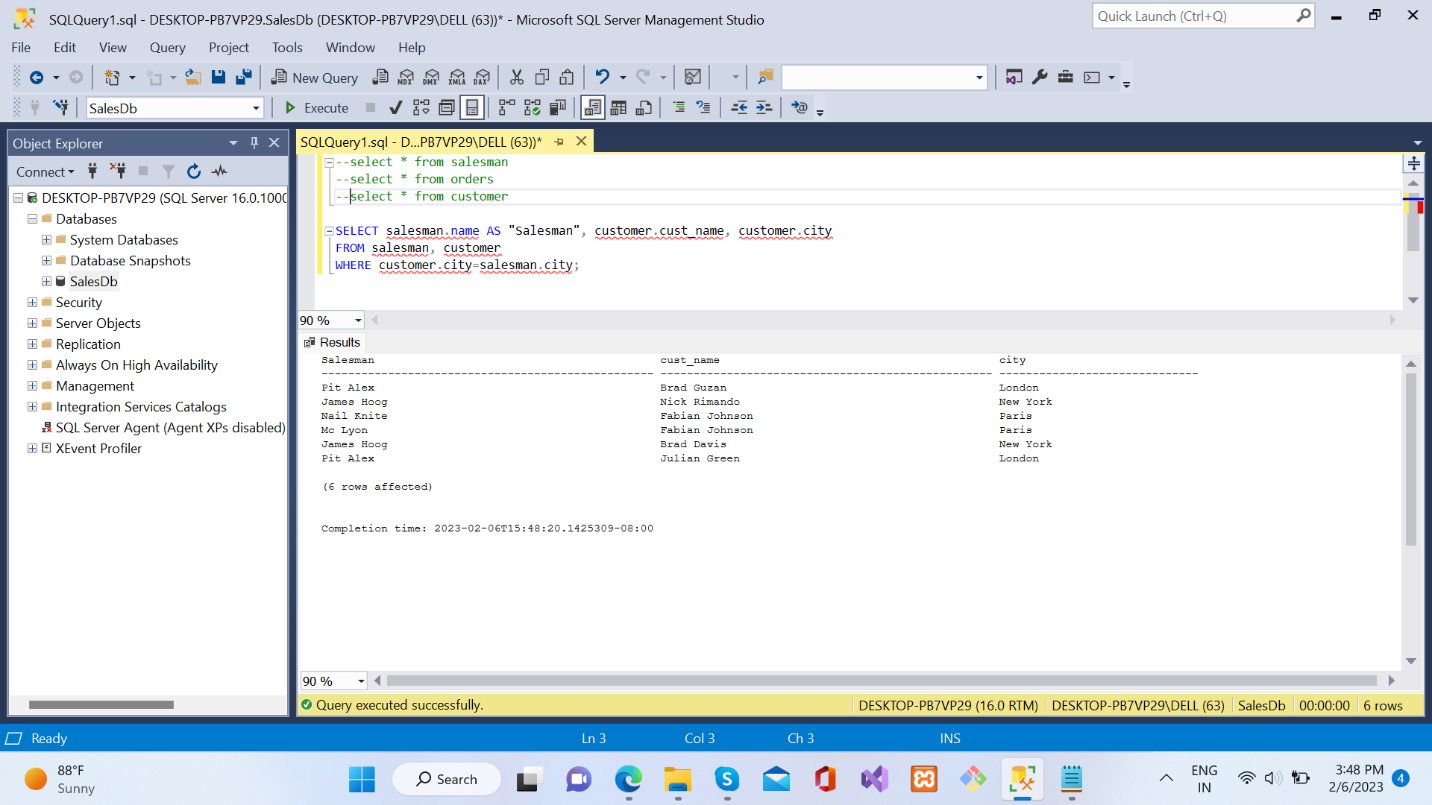 SQLQuery1.sql - DESKTOP-PB7VP29.SalesDb (DESKTOP-PB7VP29\DELL (63))* - Microsoft SQL Server Management Studio
Quick Launch (Ctrl+Q)
File Edit View Query Project Tools Window Help
New Query
MDX DMX XMLA DAX
SalesDb
Execute
Object Explorer
SQLQuery1.sql - D...PB7VP29\DELL (63))*
Connect
DESKTOP-PB7VP29 (SQL Server 16.0.1000
Databases
System Databases
Database Snapshots
SalesDb
Security
Server Objects
Replication
Always On High Availability
Management
Integration Services Catalogs
SQL Server Agent (Agent XPs disabled)
XEvent Profiler
--select * from salesman
--select * from orders
--select * from customer
SELECT salesman.name AS "Salesman", customer.cust_name, customer.city
FROM salesman, customer
WHERE customer.city=salesman.city;
90 %
Results
Salesman cust_name city
Pit Alex Brad Guzan London
James Hoog Nick Rimando New York
Nail Knite Fabian Johnson Paris
Mc Lyon Fabian Johnson Paris
James Hoog Brad Davis New York
Pit Alex Julian Green London
(6 rows affected)
Completion time: 2023-02-06T15:48:20.1425309-08:00
90 %
Query executed successfully.
DESKTOP-PB7VP29 (16.0 RTM) DESKTOP-PB7VP29\DELL (63) SalesDb 00:00:00 6 rows
Ready Ln 3 Col 3 Ch 3 INS
88°F
Sunny
Search
ENG
IN
3:48 PM
2/6/2023
4